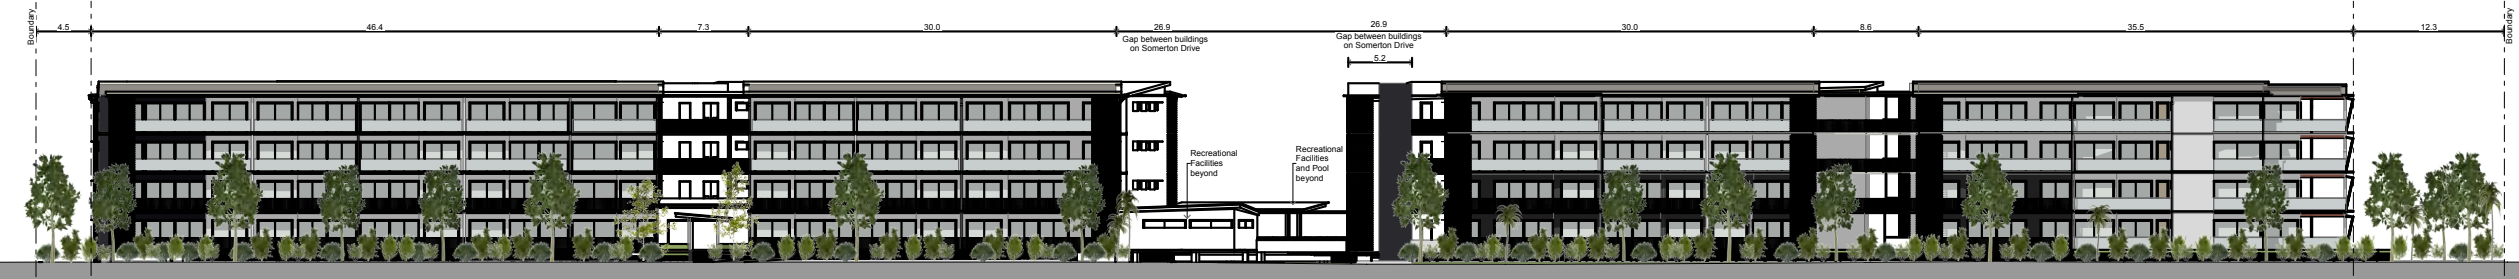 Boundary
4.5
46.4
7.3
30.0
26.9
Gap between buildings
on Somerton Drive
26.9
Gap between buildings
on Somerton Drive
5.2
30.0
8.6
35.5
12.3
Boundary
Recreational
Facilities
beyond
Recreational
Facilities
and Pool
beyond